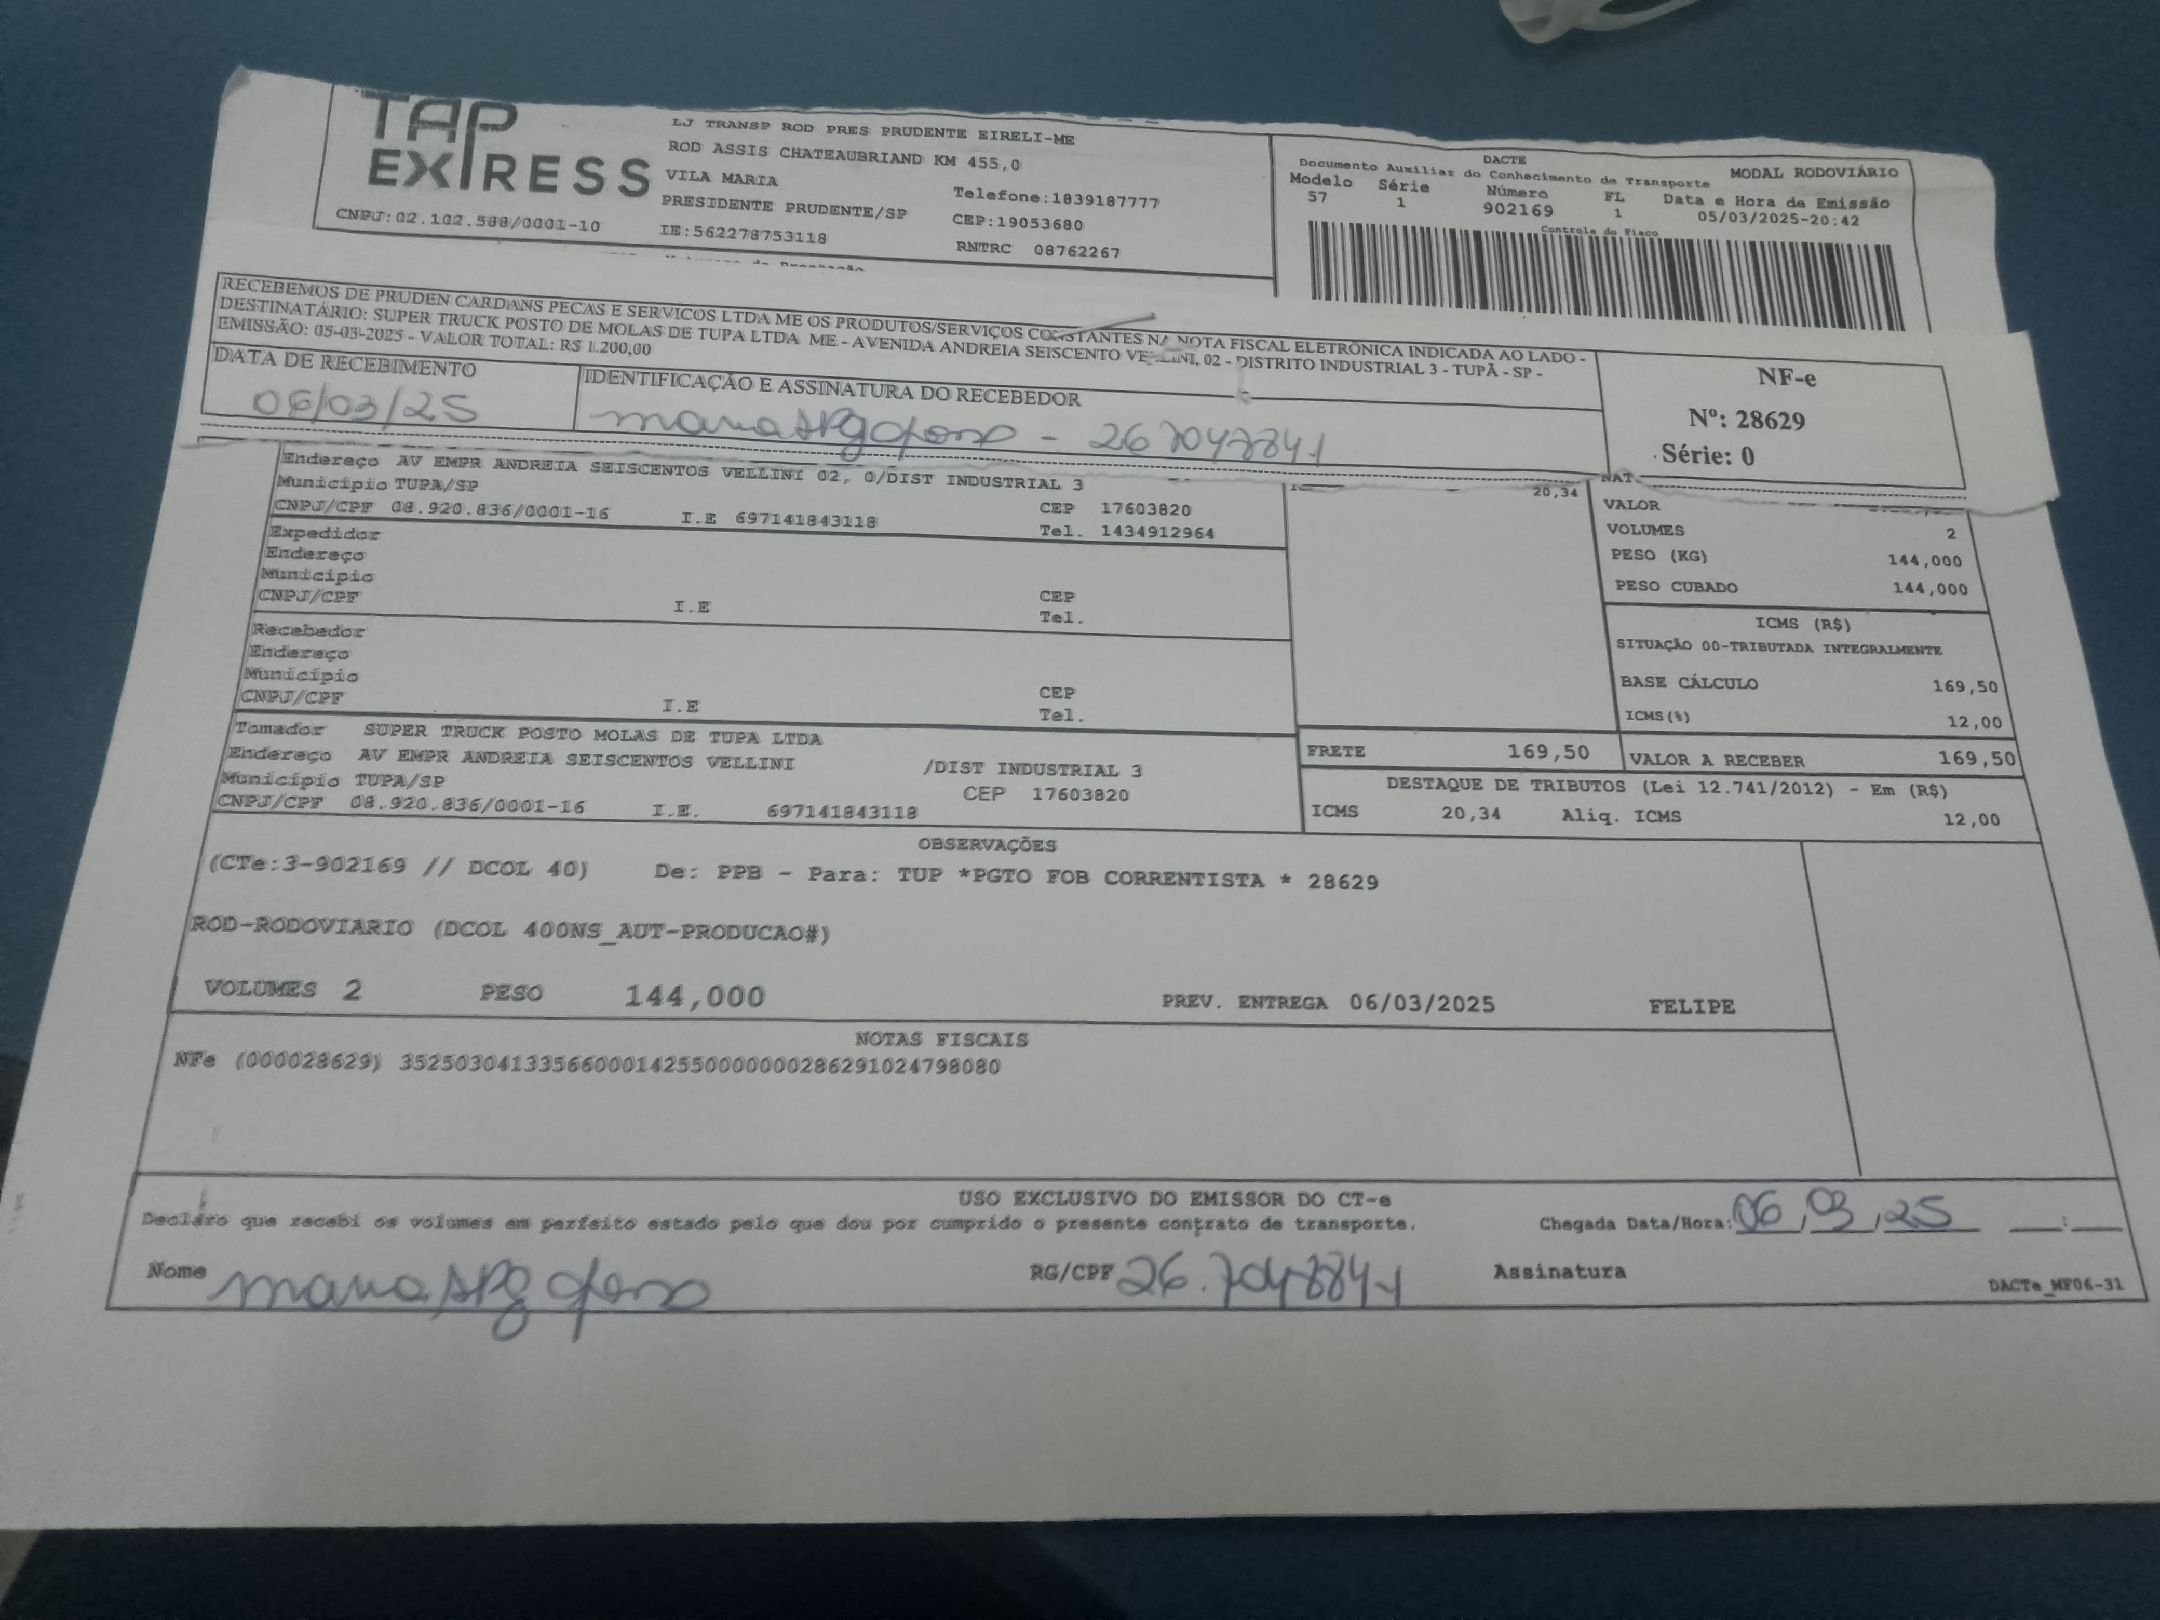 TAP
EXPRESS
CNPJ:02.102.588/0001-10
LJ TRANSP ROD PRES PRUDENTE EIRELI-ME
ROD ASSIS CHATEAUBRIAND KM 455,0
VILA MARIA
Telefone:1839187777
PRESIDENTE PRUDENTE/SP
CEP:19053680
IE:562278753118
RNTRC 08762267
DACTE
MODAL RODOVIÁRIO
Documento Auxiliar do Conhecimento de Transporte
Modelo Série Número FL Data e Hora de Emissão
57 1 902169 1 05/03/2025-20:42
Controle do Fisco
RECEBEMOS DE PRUDEN CARDANS PECAS E SERVICOS LTDA ME OS PRODUTOS/SERVIÇOS CONSTANTES NA NOTA FISCAL ELETRÔNICA INDICADA AO LADO -
DESTINATÁRIO: SUPER TRUCK POSTO DE MOLAS DE TUPA LTDA ME - AVENIDA ANDREIA SEISCENTO VELLINI, 02 - DISTRITO INDUSTRIAL 3 - TUPÃ - SP -
EMISSÃO: 05-03-2025 - VALOR TOTAL: R$ 1.200,00
DATA DE RECEBIMENTO
06/03/25
IDENTIFICAÇÃO E ASSINATURA DO RECEBEDOR
NF-e
Nº: 28629
Série: 0
Endereço AV EMPR ANDREIA SEISCENTOS VELLINI 02, 0/DIST INDUSTRIAL 3
Município TUPA/SP
CEP 17603820
CNPJ/CPF 08.920.836/0001-16 I.E 697141843118
Tel. 1434912964
Expedidor
Endereço
Município
CEP
CNPJ/CPF I.E
Tel.
Recebedor
Endereço
Município
CEP
CNPJ/CPF I.E
Tel.
Tomador SUPER TRUCK POSTO MOLAS DE TUPA LTDA
Endereço AV EMPR ANDREIA SEISCENTOS VELLINI /DIST INDUSTRIAL 3
Município TUPA/SP
CEP 17603820
CNPJ/CPF 08.920.836/0001-16 I.E. 697141843118
20,34
NAT
VALOR
VOLUMES 2
PESO (KG) 144,000
PESO CUBADO 144,000
ICMS (R$)
SITUAÇÃO 00-TRIBUTADA INTEGRALMENTE
BASE CÁLCULO 169,50
ICMS(%) 12,00
FRETE 169,50
VALOR A RECEBER 169,50
DESTAQUE DE TRIBUTOS (Lei 12.741/2012) - Em (R$)
ICMS 20,34 Aliq. ICMS 12,00
OBSERVAÇÕES
(CTe:3-902169 // DCOL 40) De: PPB - Para: TUP *PGTO FOB CORRENTISTA * 28629
ROD-RODOVIARIO (DCOL 400NS_AUT-PRODUCAO#)
VOLUMES 2 PESO 144,000 PREV. ENTREGA 06/03/2025 FELIPE
NOTAS FISCAIS
NFe (000028629) 35250304133566000142550000000286291024798080
USO EXCLUSIVO DO EMISSOR DO CT-e
Declaro que recebi os volumes em perfeito estado pelo que dou por cumprido o presente contrato de transporte.
Chegada Data/Hora: 06/03/25 __:__
Nome
RG/CPF
Assinatura
DACTe_MF06-31